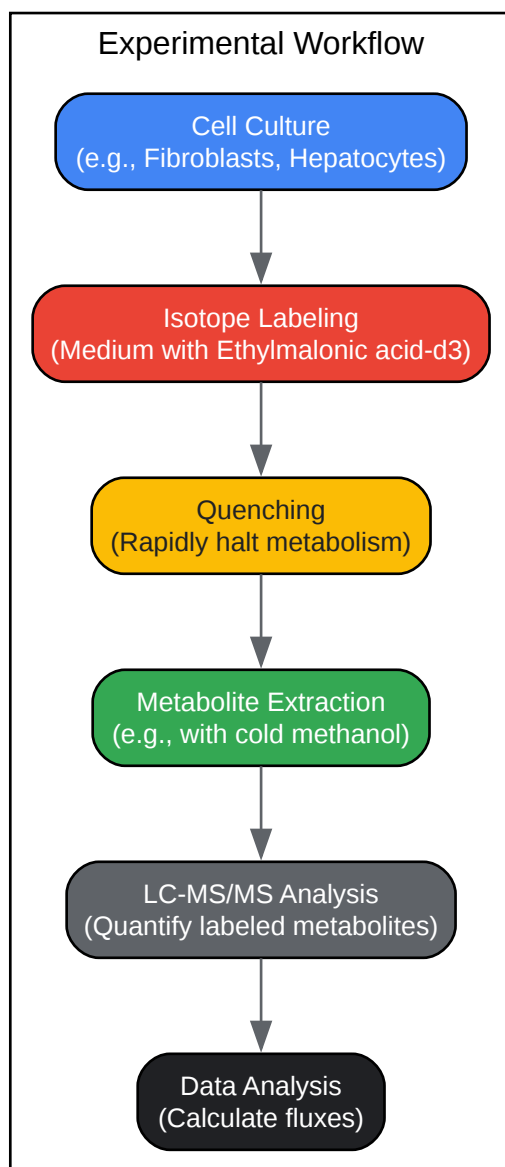 Experimental Workflow
Cell Culture
(e.g., Fibroblasts, Hepatocytes)
Isotope Labeling
(Medium with Ethylmalonic acid-d3)
Quenching
(Rapidly halt metabolism)
Metabolite Extraction
(e.g., with cold methanol)
LC-MS/MS Analysis
(Quantify labeled metabolites)
Data Analysis
(Calculate fluxes)